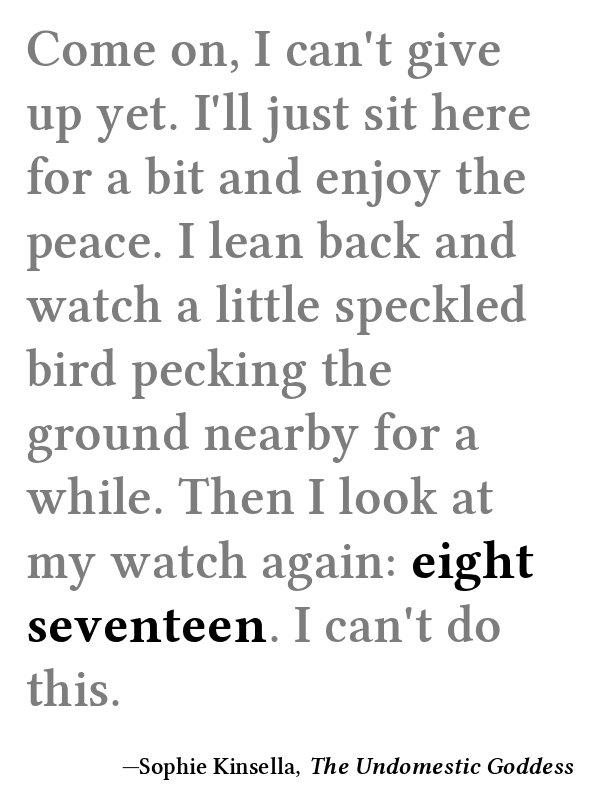 Come on, I can't give
up yet. I'll just sit here
for a bit and enjoy the
peace. I lean back and
watch a little speckled
bird pecking the
ground nearby for a
while. Then I look at
my watch again: eight
seventeen. I can't do
this.
—Sophie Kinsella, The Undomestic Goddess